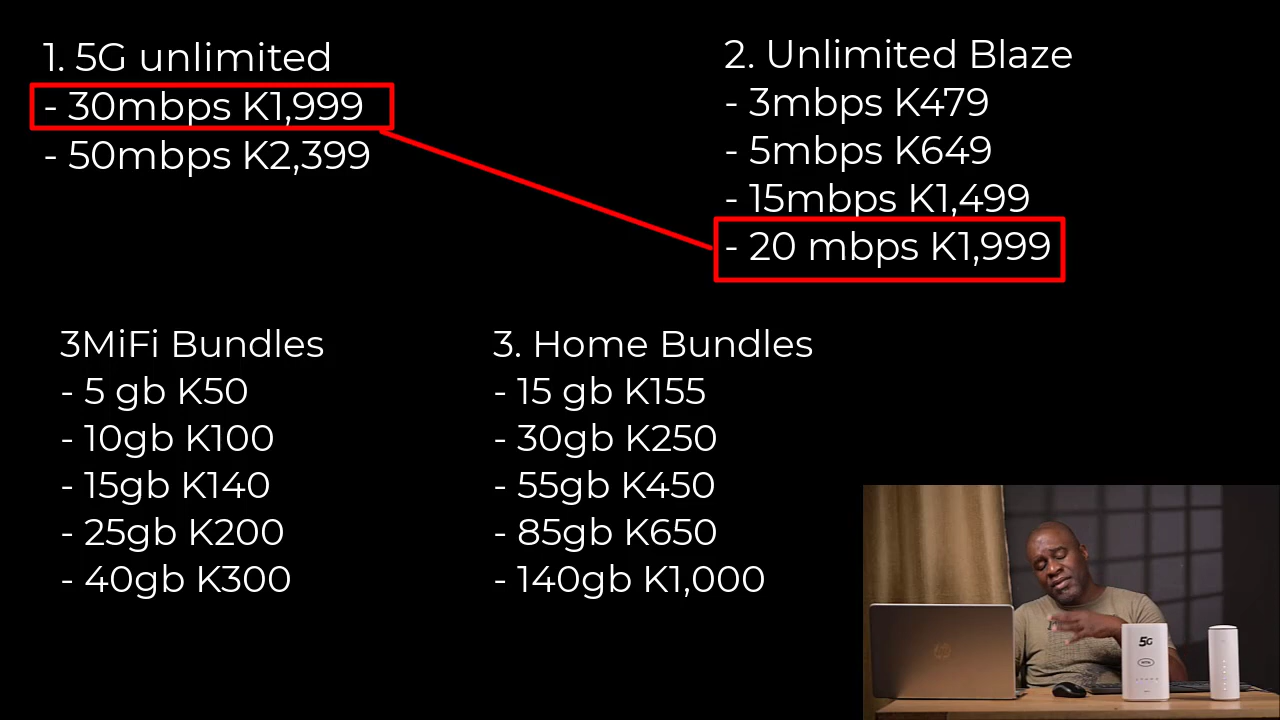 1. 5G unlimited
- 30mbps K1,999
- 50mbps K2,399
2. Unlimited Blaze
- 3mbps K479
- 5mbps K649
- 15mbps K1,499
- 20 mbps K1,999
3MiFi Bundles
- 5 gb K50
- 10gb K100
- 15gb K140
- 25gb K200
- 40gb K300
3. Home Bundles
- 15 gb K155
- 30gb K250
- 55gb K450
- 85gb K650
- 140gb K1,000
5G
hp